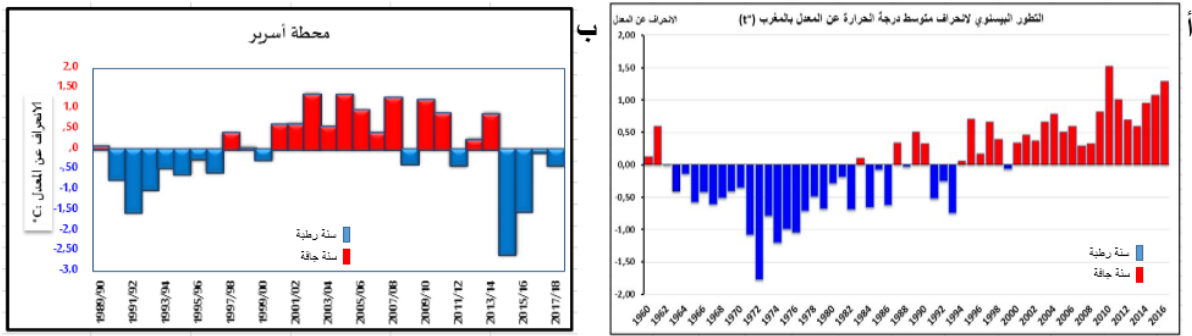 أ
التطور البيسنوي لانحراف متوسط درجة الحرارة عن المعدل بالمغرب (t°)
الانحراف عن المعدل
2,00
1,50
1,00
0,50
0,00
-0,50
-1,00
-1,50
-2,00
سنة رطبة
سنة جافة
1960 1962 1964 1966 1968 1970 1972 1974 1976 1978 1980 1982 1984 1986 1988 1990 1992 1994 1996 1998 2000 2002 2004 2006 2008 2010 2012 2014 2016
ب
محطة أسرير
الانحراف عن المعدل :C°
2,0
1,50
1,0
,50
,0
-,50
-1,0
-1,50
-2,0
-2,50
-3.0
سنة رطبة
سنة جافة
1989/90 1991/92 1993/94 1995/96 1997/98 1999/00 2001/02 2003/04 2005/06 2007/08 2009/10 2011/12 2013/14 2015/16 2017/18